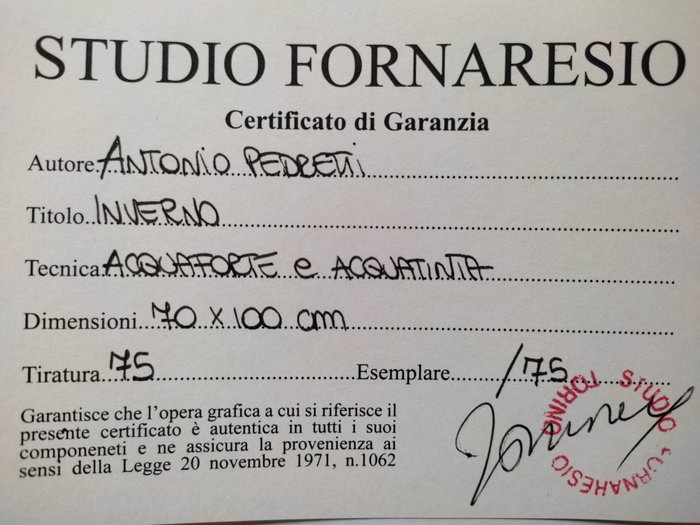 STUDIO FORNARESIO
Certificato di Garanzia
Autore. ANTONIO PEDRETTI
Titolo. INVERNO
Tecnica. ACQUAFORTE e ACQUATINTA
Dimensioni. 70 x 100 cm
Tiratura. 75 Esemplare. /75
Garantisce che l'opera grafica a cui si riferisce il
presente certificato è autentica in tutti i suoi
componeneti e ne assicura la provenienza ai
sensi della Legge 20 novembre 1971, n.1062
STUDIO FORNARESIO
TORINO